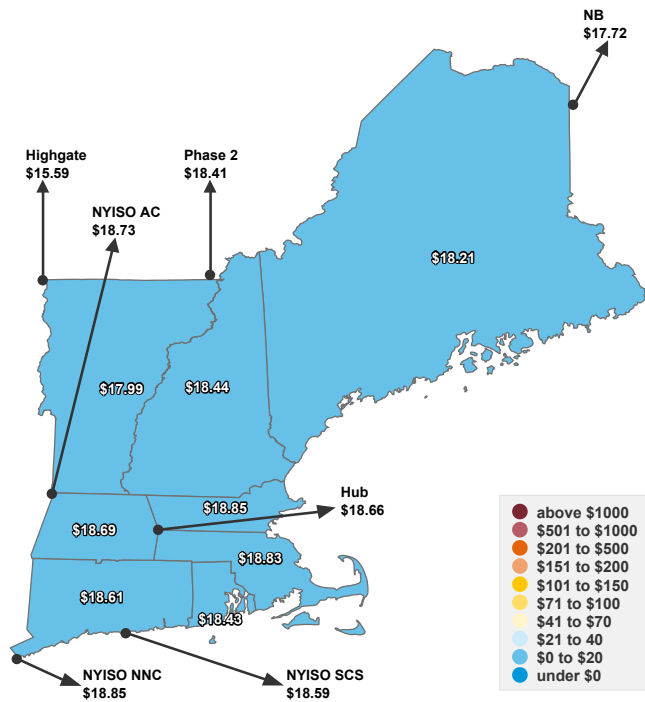 NB
$17.72
Highgate
$15.59
Phase 2
$18.41
NYISO AC
$18.73
$18.21
$17.99
$18.44
Hub
$18.66
$18.85
$18.69
$18.83
$18.61
$18.43
NYISO NNC
$18.85
NYISO SCS
$18.59
above $1000
$501 to $1000
$201 to $500
$151 to $200
$101 to $150
$71 to $100
$41 to $70
$21 to 40
$0 to $20
under $0